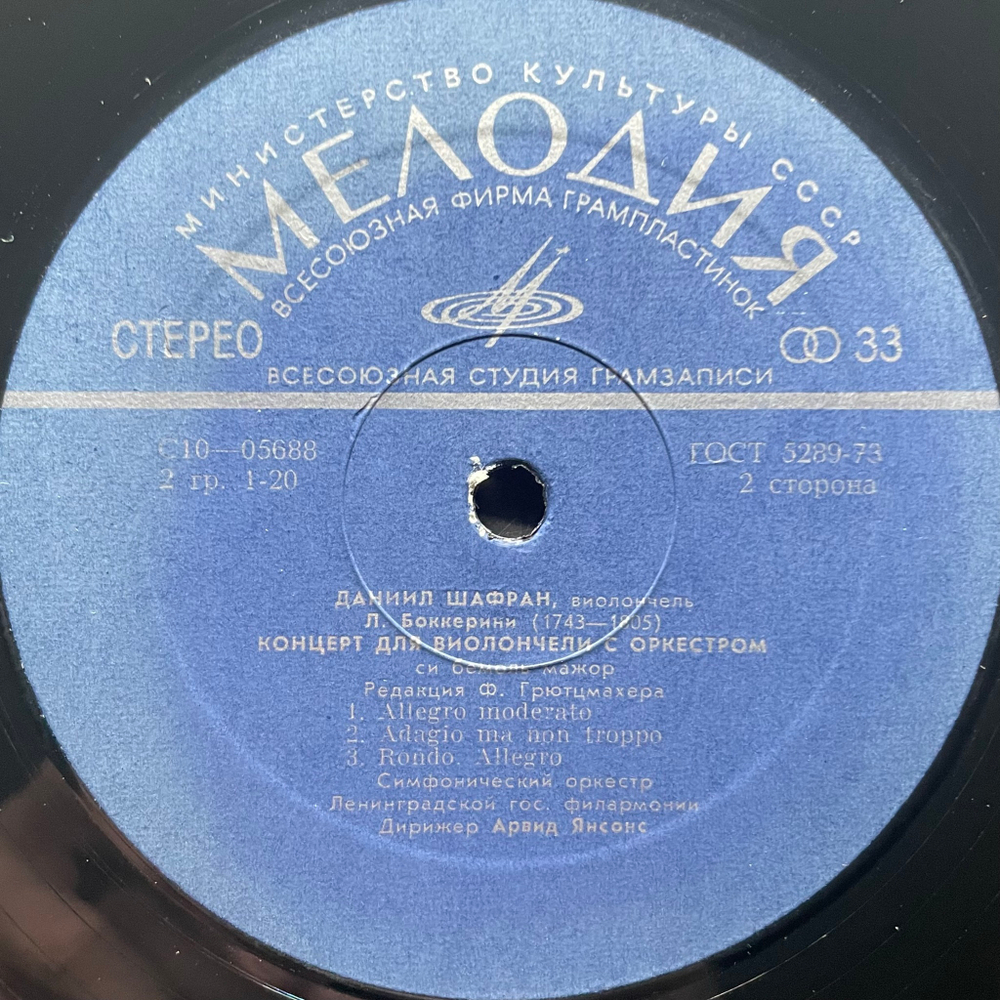 МИНИСТЕРСТВО КУЛЬТУРЫ СССР
МЕЛОДИЯ
ВСЕСОЮЗНАЯ ФИРМА ГРАМПЛАСТИНОК
СТЕРЕО
33
ВСЕСОЮЗНАЯ СТУДИЯ ГРАМЗАПИСИ
С10—05688
ГОСТ 5289-73
2 гр. 1-20
2 сторона
ДАНИИЛ ШАФРАН, виолончель
Л. Боккерини (1743—1805)
КОНЦЕРТ ДЛЯ ВИОЛОНЧЕЛИ С ОРКЕСТРОМ
си бемоль мажор
Редакция Ф. Грютцмахера
1. Allegro moderato
2. Adagio ma non troppo
3. Rondo. Allegro
Симфонический оркестр
Ленинградской гос. филармонии
Дирижер Арвид Янсонс